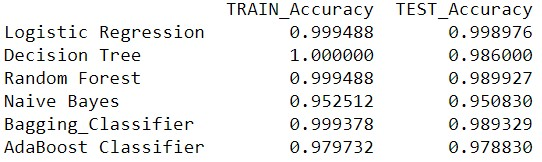 TRAIN_Accuracy TEST_Accuracy
Logistic Regression 0.999488 0.998976
Decision Tree 1.000000 0.986000
Random Forest 0.999488 0.989927
Naive Bayes 0.952512 0.950830
Bagging_Classifier 0.999378 0.989329
AdaBoost Classifier 0.979732 0.978830